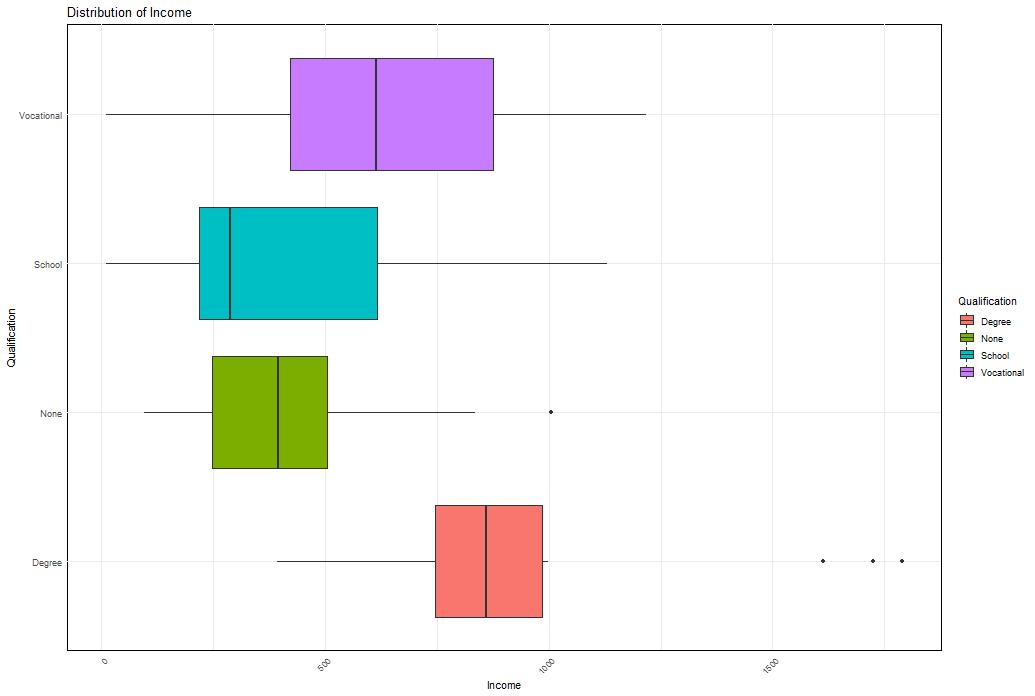 Distribution of Income
Vocational
School
None
Degree
Qualification
0
500
1000
1500
Income
Qualification
Degree
None
School
Vocational